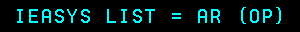 IEASYS LIST = AR (OP)